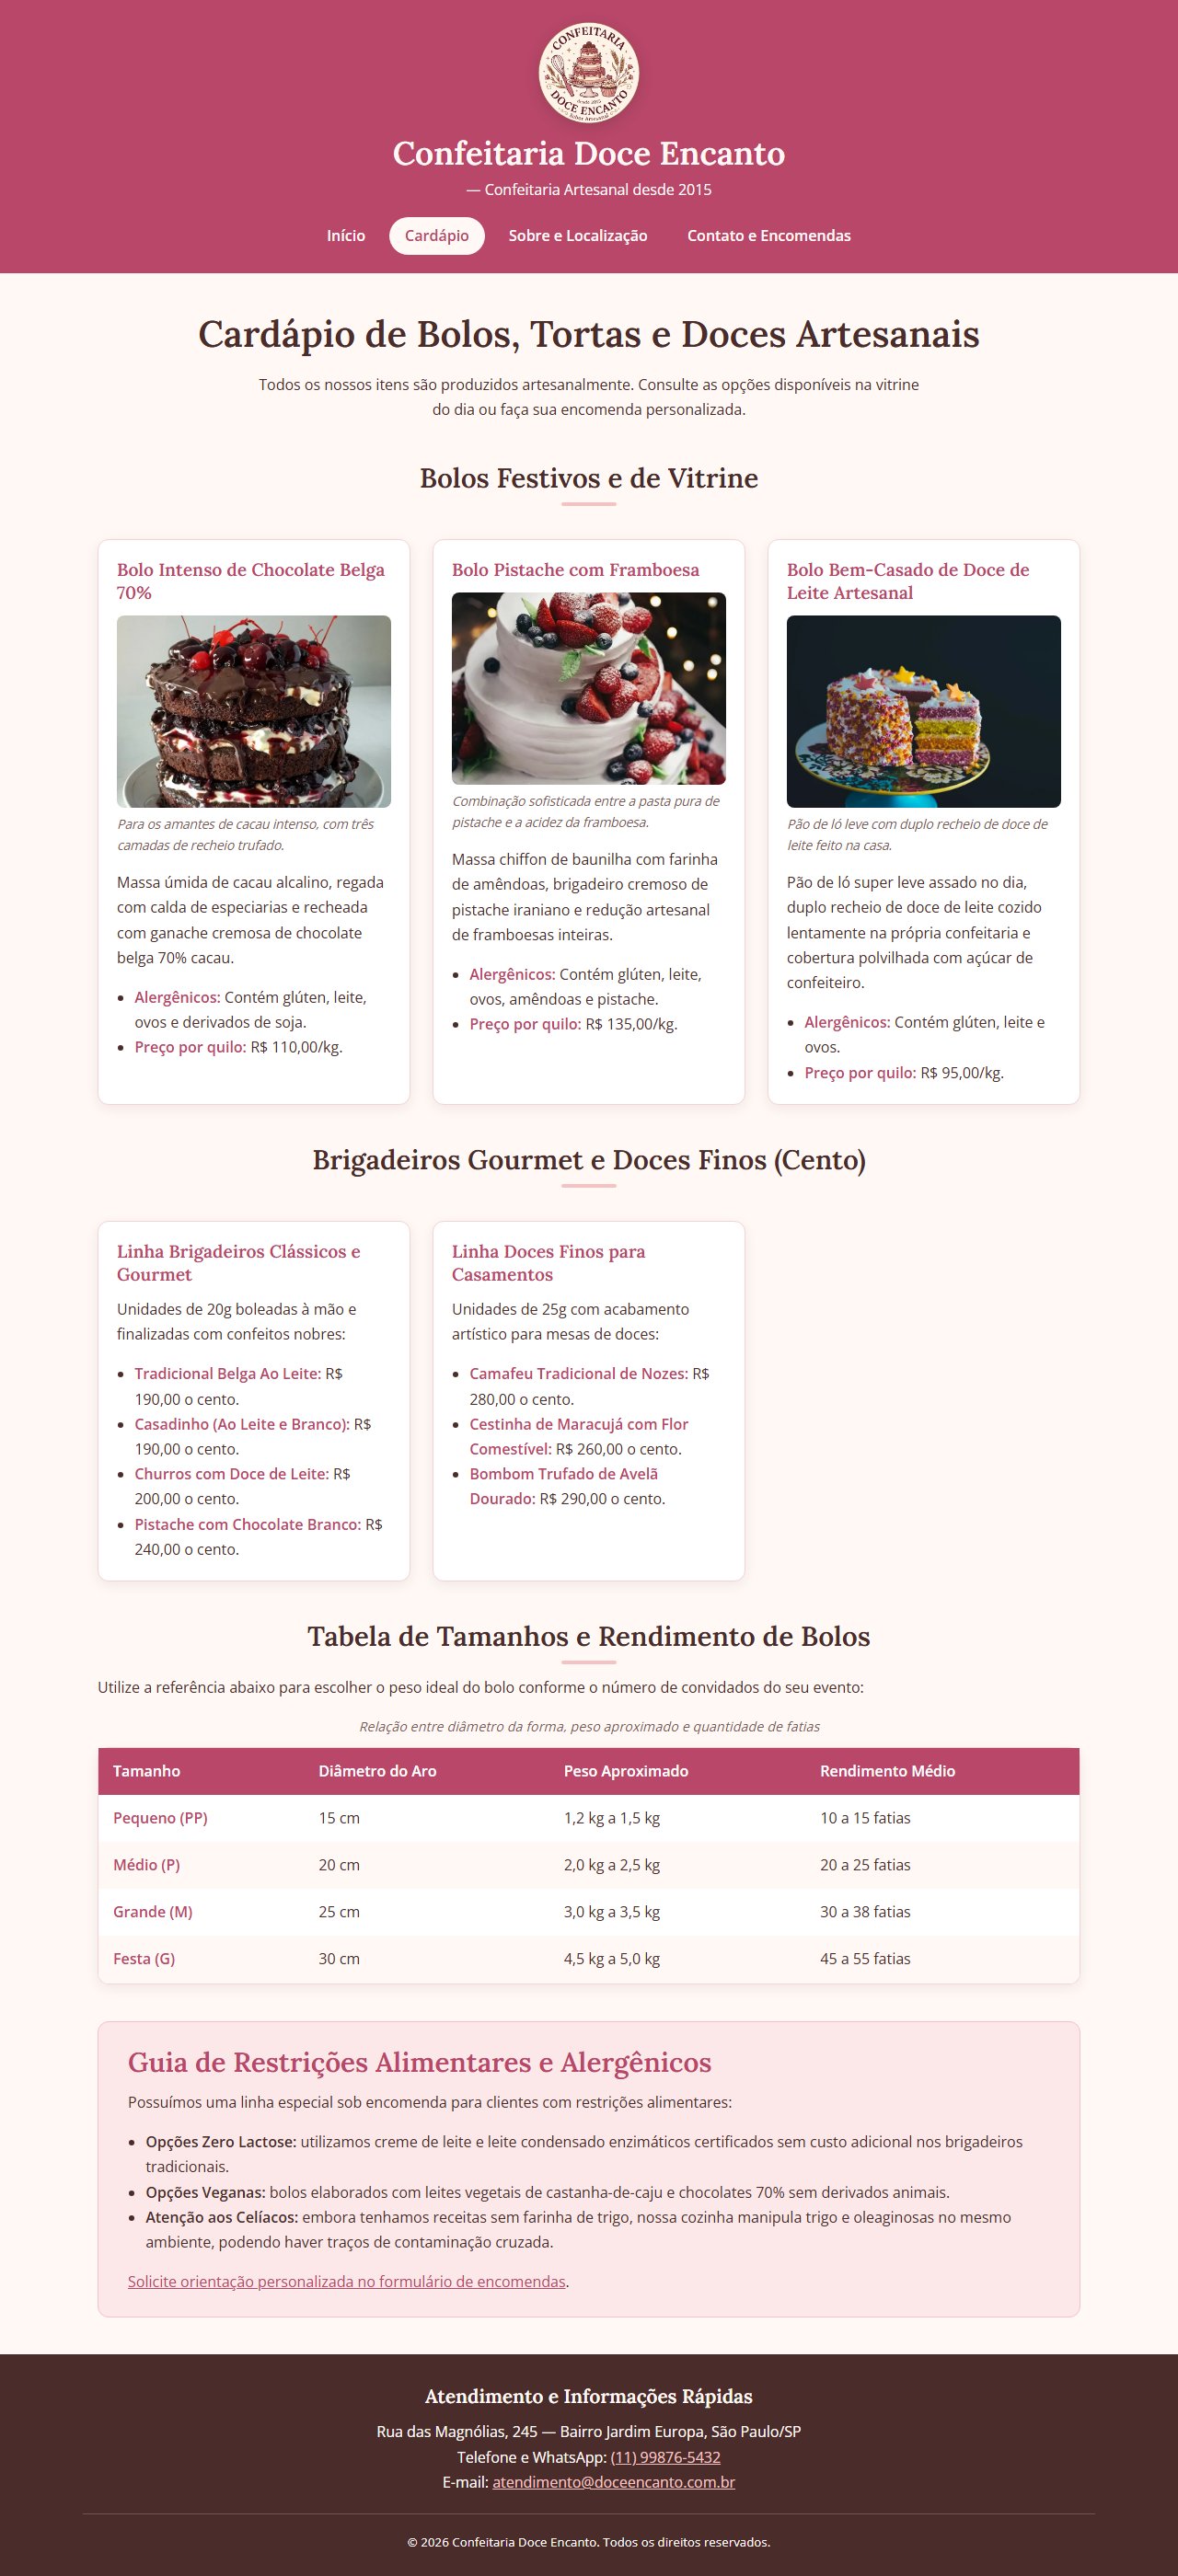 CONFEITARIA
desde 2015
DOCE ENCANTO
Confeitaria Doce Encanto
— Confeitaria Artesanal desde 2015
Início Cardápio Sobre e Localização Contato e Encomendas
Cardápio de Bolos, Tortas e Doces Artesanais
Todos os nossos itens são produzidos artesanalmente. Consulte as opções disponíveis na vitrine
do dia ou faça sua encomenda personalizada.
Bolos Festivos e de Vitrine
Bolo Intenso de Chocolate Belga
70%
Para os amantes de cacau intenso, com três
camadas de recheio trufado.
Massa úmida de cacau alcalino, regada
com calda de especiarias e recheada
com ganache cremosa de chocolate
belga 70% cacau.
• Alergênicos: Contém glúten, leite,
ovos e derivados de soja.
• Preço por quilo: R$ 110,00/kg.
Bolo Pistache com Framboesa
Combinação sofisticada entre a pasta pura de
pistache e a acidez da framboesa.
Massa chiffon de baunilha com farinha
de amêndoas, brigadeiro cremoso de
pistache iraniano e redução artesanal
de framboesas inteiras.
• Alergênicos: Contém glúten, leite,
ovos, amêndoas e pistache.
• Preço por quilo: R$ 135,00/kg.
Bolo Bem-Casado de Doce de
Leite Artesanal
Pão de ló leve com duplo recheio de doce de
leite feito na casa.
Pão de ló super leve assado no dia,
duplo recheio de doce de leite cozido
lentamente na própria confeitaria e
cobertura polvilhada com açúcar de
confeiteiro.
• Alergênicos: Contém glúten, leite e
ovos.
• Preço por quilo: R$ 95,00/kg.
Brigadeiros Gourmet e Doces Finos (Cento)
Linha Brigadeiros Clássicos e
Gourmet
Unidades de 20g boleadas à mão e
finalizadas com confeitos nobres:
• Tradicional Belga Ao Leite: R$
190,00 o cento.
• Casadinho (Ao Leite e Branco): R$
190,00 o cento.
• Churros com Doce de Leite: R$
200,00 o cento.
• Pistache com Chocolate Branco: R$
240,00 o cento.
Linha Doces Finos para
Casamentos
Unidades de 25g com acabamento
artístico para mesas de doces:
• Camafeu Tradicional de Nozes: R$
280,00 o cento.
• Cestinha de Maracujá com Flor
Comestível: R$ 260,00 o cento.
• Bombom Trufado de Avelã
Dourado: R$ 290,00 o cento.
Tabela de Tamanhos e Rendimento de Bolos
Utilize a referência abaixo para escolher o peso ideal do bolo conforme o número de convidados do seu evento:
Relação entre diâmetro da forma, peso aproximado e quantidade de fatias
Tamanho Diâmetro do Aro Peso Aproximado Rendimento Médio
Pequeno (PP) 15 cm 1,2 kg a 1,5 kg 10 a 15 fatias
Médio (P) 20 cm 2,0 kg a 2,5 kg 20 a 25 fatias
Grande (M) 25 cm 3,0 kg a 3,5 kg 30 a 38 fatias
Festa (G) 30 cm 4,5 kg a 5,0 kg 45 a 55 fatias
Guia de Restrições Alimentares e Alergênicos
Possuímos uma linha especial sob encomenda para clientes com restrições alimentares:
• Opções Zero Lactose: utilizamos creme de leite e leite condensado enzimáticos certificados sem custo adicional nos brigadeiros
tradicionais.
• Opções Veganas: bolos elaborados com leites vegetais de castanha-de-caju e chocolates 70% sem derivados animais.
• Atenção aos Celíacos: embora tenhamos receitas sem farinha de trigo, nossa cozinha manipula trigo e oleaginosas no mesmo
ambiente, podendo haver traços de contaminação cruzada.
Solicite orientação personalizada no formulário de encomendas.
Atendimento e Informações Rápidas
Rua das Magnólias, 245 — Bairro Jardim Europa, São Paulo/SP
Telefone e WhatsApp: (11) 99876-5432
E-mail: atendimento@doceencanto.com.br
© 2026 Confeitaria Doce Encanto. Todos os direitos reservados.